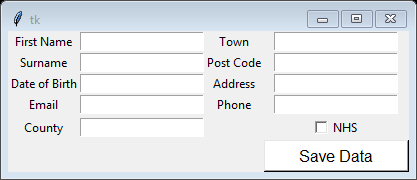 tk
First Name Town
Surname Post Code
Date of Birth Address
Email Phone
County NHS
Save Data